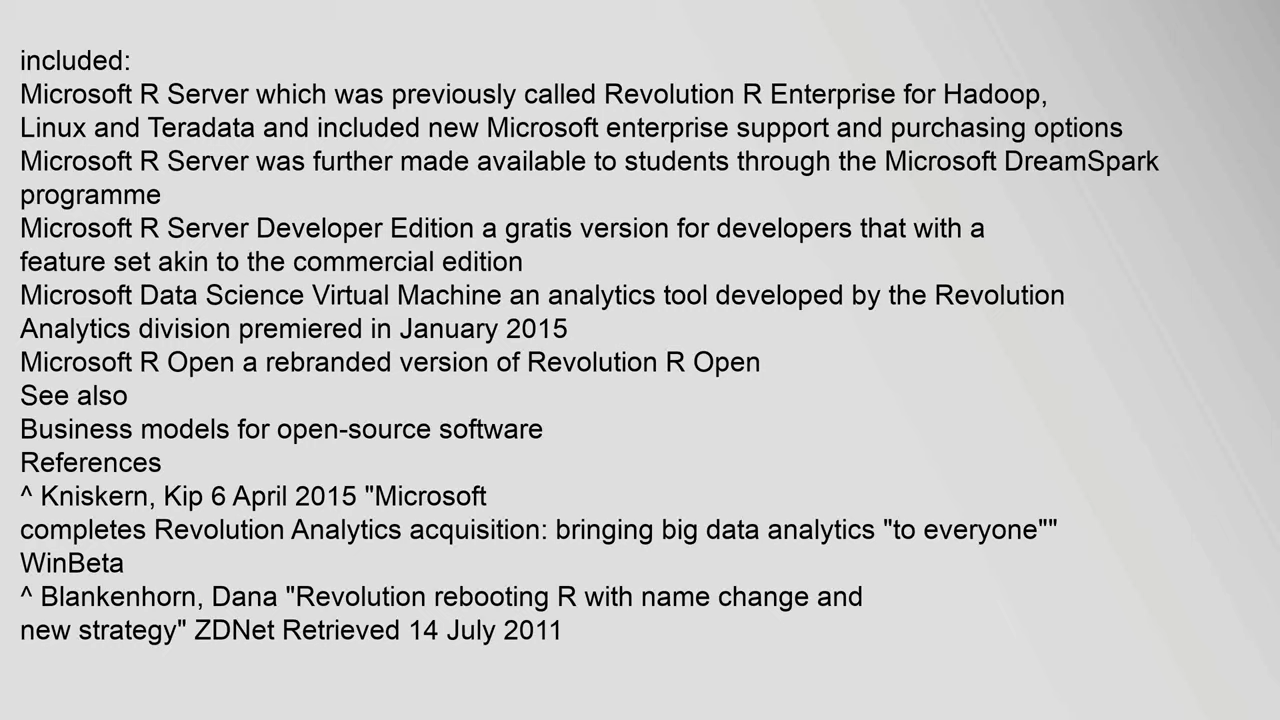 included:
Microsoft R Server which was previously called Revolution R Enterprise for Hadoop,
Linux and Teradata and included new Microsoft enterprise support and purchasing options
Microsoft R Server was further made available to students through the Microsoft DreamSpark
programme
Microsoft R Server Developer Edition a gratis version for developers that with a
feature set akin to the commercial edition
Microsoft Data Science Virtual Machine an analytics tool developed by the Revolution
Analytics division premiered in January 2015
Microsoft R Open a rebranded version of Revolution R Open
See also
Business models for open-source software
References
^ Kniskern, Kip 6 April 2015 "Microsoft
completes Revolution Analytics acquisition: bringing big data analytics "to everyone""
WinBeta
^ Blankenhorn, Dana "Revolution rebooting R with name change and
new strategy" ZDNet Retrieved 14 July 2011